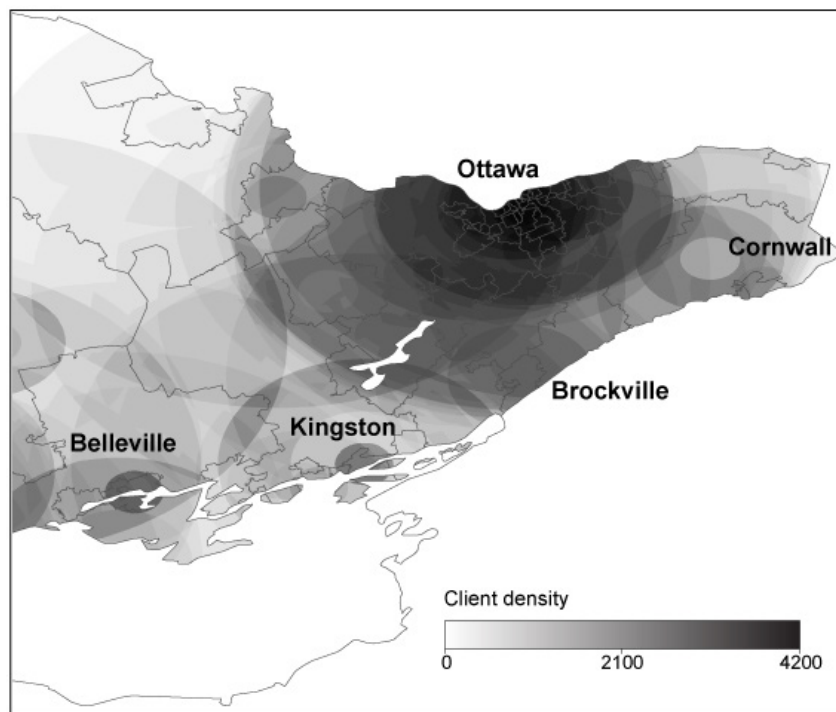 Ottawa
Cornwall
Brockville
Kingston
Belleville
Client density
0 2100 4200